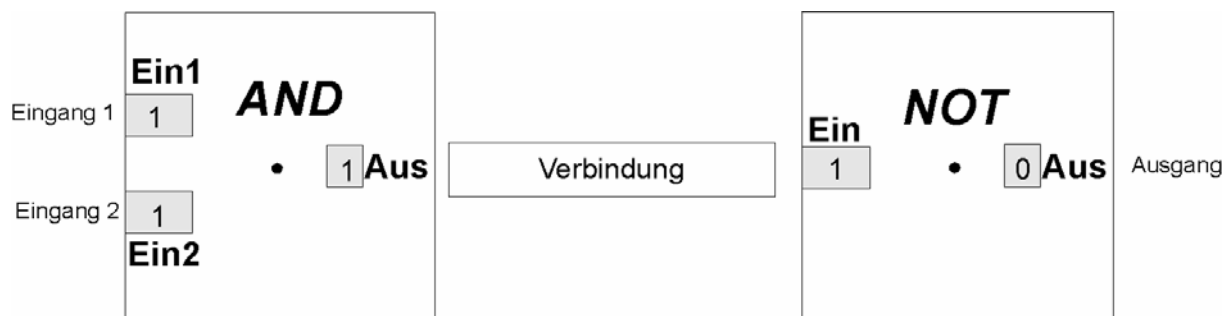 Ein1
AND
Eingang 1
1
1 Aus
Eingang 2
1
Ein2
Verbindung
NOT
Ein
1
0 Aus
Ausgang